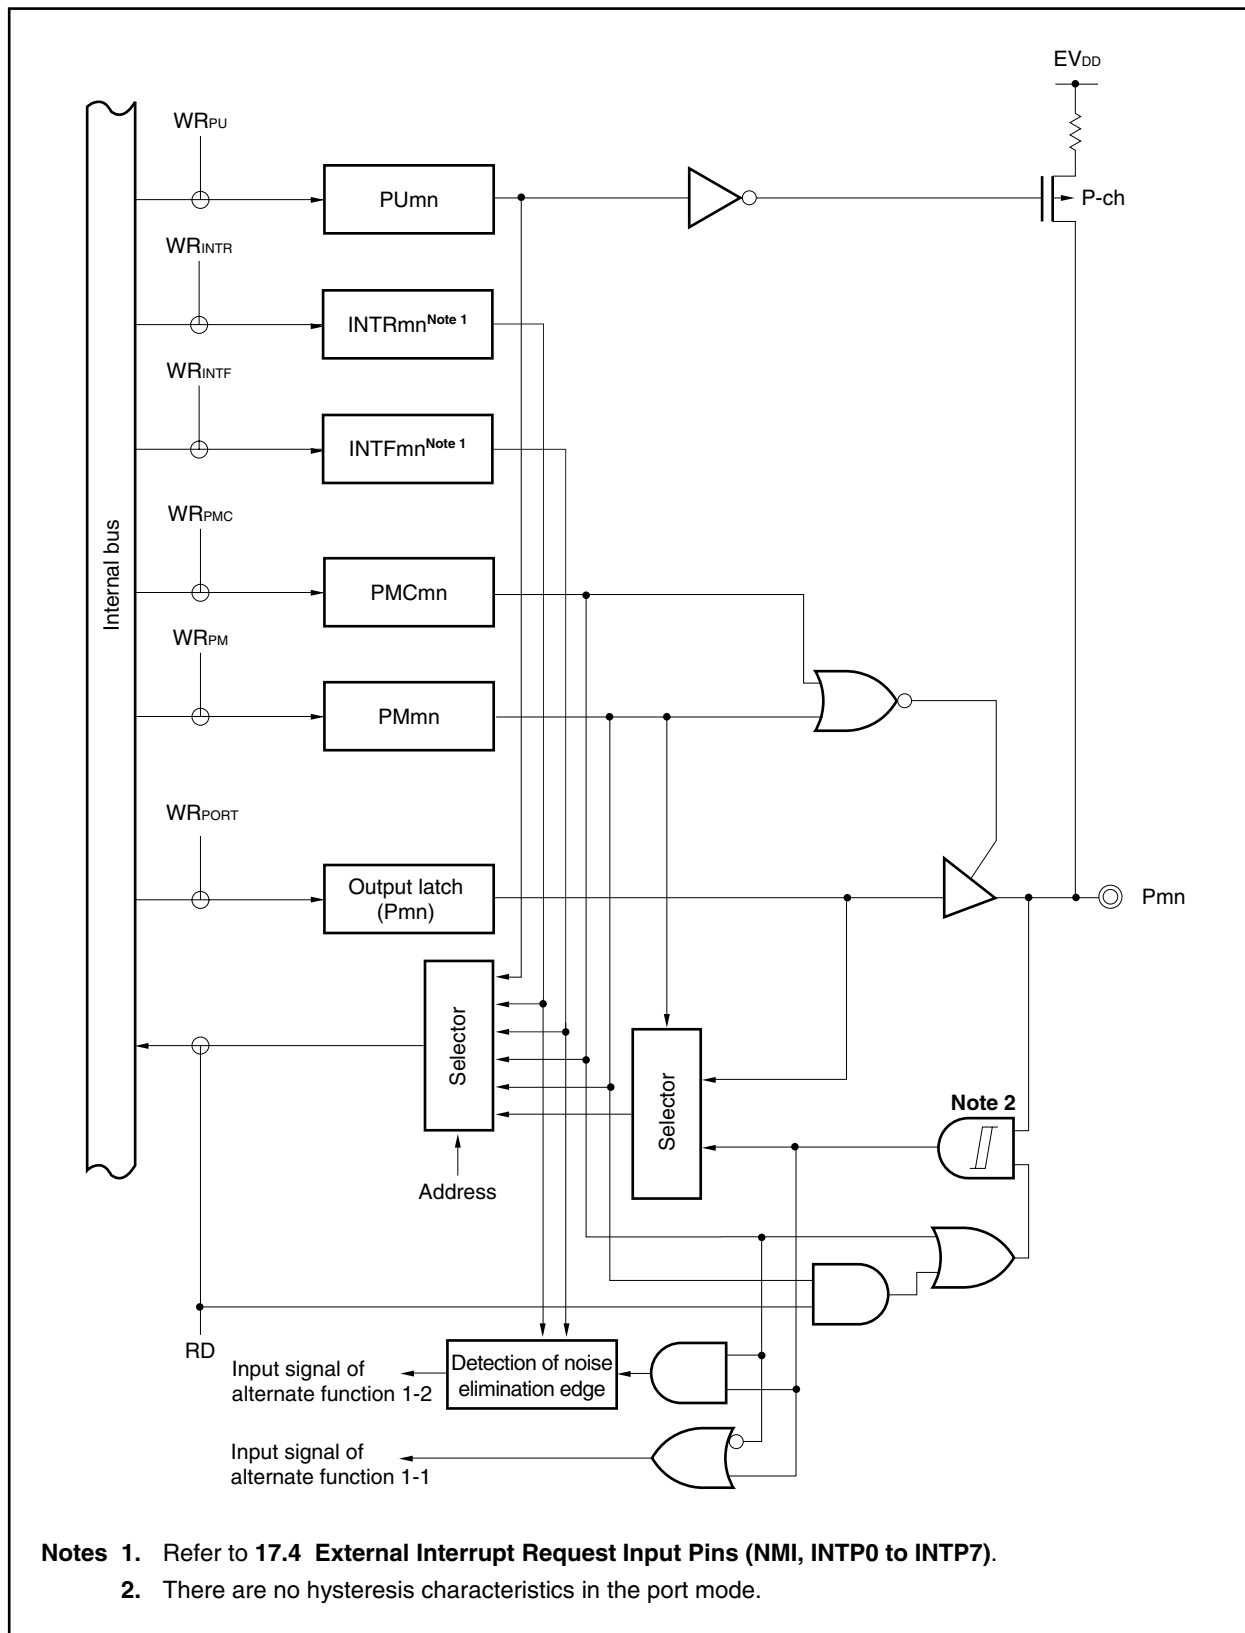 EVDD
WRPU
PUmn
P-ch
WRINTR
INTRmnNote 1
WRINTF
INTFmnNote 1
Internal bus
WRPMC
PMCmn
WRPM
PMmn
WRPORT
Output latch
(Pmn)
Pmn
Selector
Selector
Note 2
Address
RD
Input signal of
alternate function 1-2
Detection of noise
elimination edge
Input signal of
alternate function 1-1
Notes 1. Refer to 17.4 External Interrupt Request Input Pins (NMI, INTP0 to INTP7).
2. There are no hysteresis characteristics in the port mode.